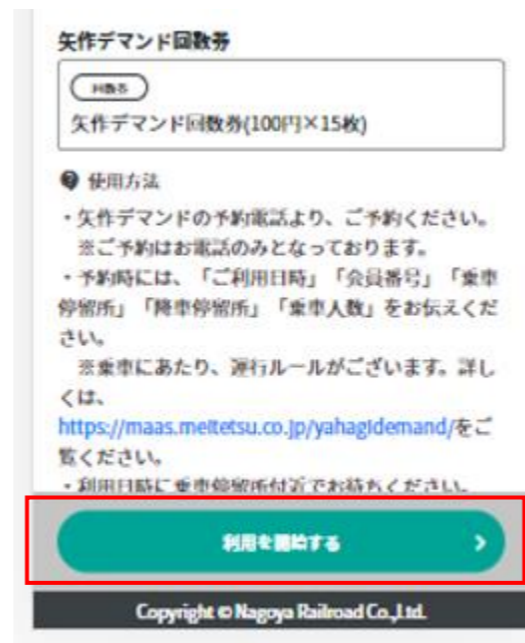 矢作デマンド回数券
回数券
矢作デマンド回数券(100円×15枚)
使用方法
・矢作デマンドの予約電話より、ご予約ください。
※ご予約はお電話のみとなっております。
・予約時には、「ご利用日時」「会員番号」「乗車
停留所」「降車停留所」「乗車人数」をお伝えくだ
さい。
※乗車にあたり、運行ルールがございます。詳し
くは、
https://maas.meitetsu.co.jp/yahagidemand/をご
覧ください。
・利用日時に乗車停留所付近でお待ちください。
利用を開始する
Copyright © Nagoya Railroad Co.,Ltd.